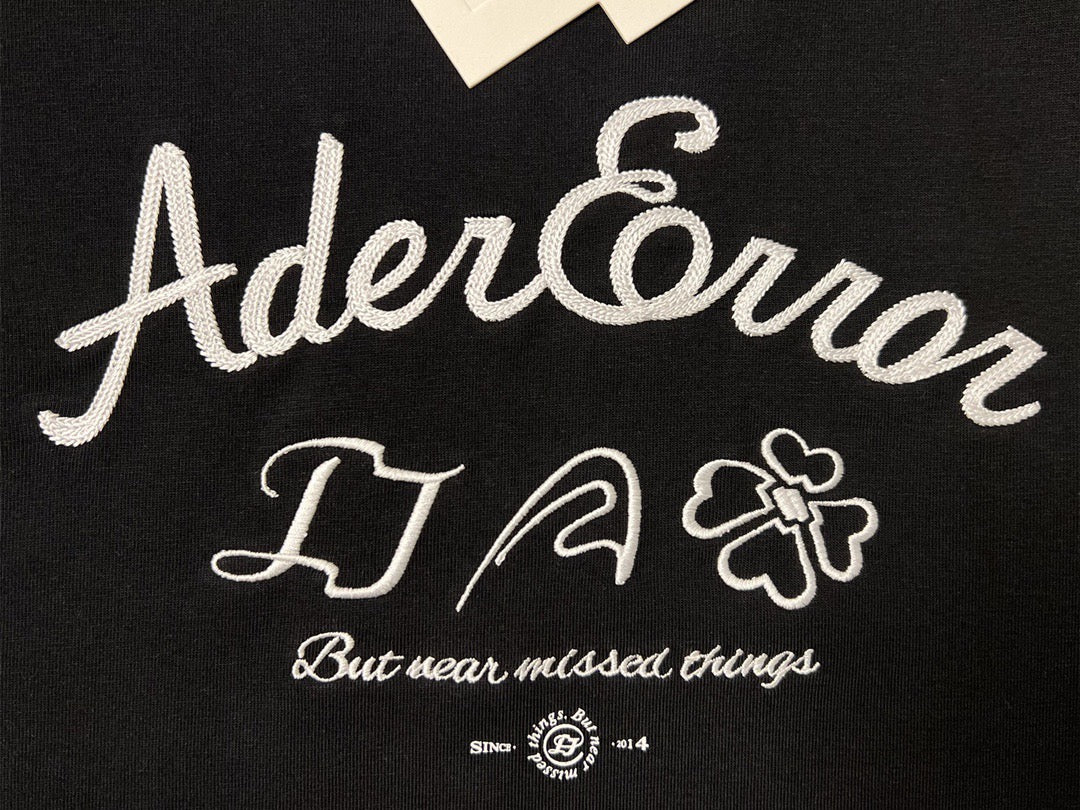 AderError
But near missed things
SINCE· But near missed things. ·2014